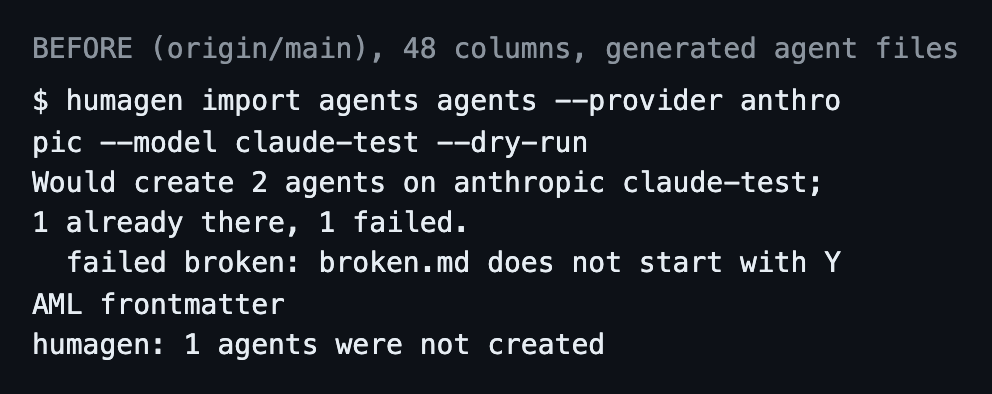 BEFORE (origin/main), 48 columns, generated agent files
$ humagen import agents agents --provider anthro
pic --model claude-test --dry-run
Would create 2 agents on anthropic claude-test;
1 already there, 1 failed.
  failed broken: broken.md does not start with Y
AML frontmatter
humagen: 1 agents were not created